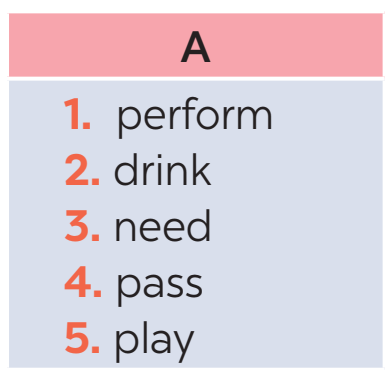 A
1. perform
2. drink
3. need
4. pass
5. play